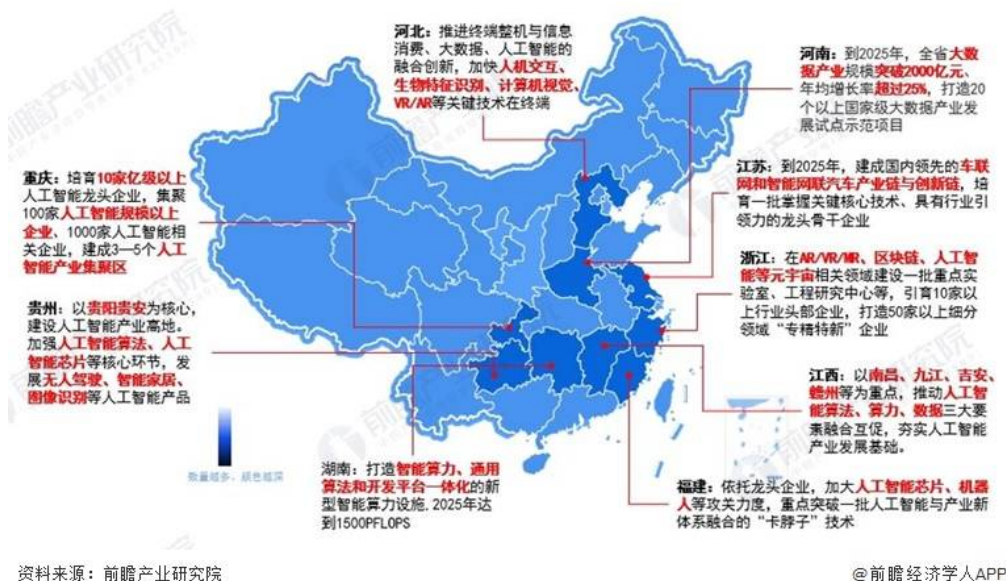 河北：推进终端整机与信息
消费、大数据、人工智能的
融合创新，加快人机交互、
生物特征识别、计算机视觉、
VR/AR等关键技术在终端
河南：到2025年，全省大数
据产业规模突破2000亿元、
年均增长率超过25%，打造20
个以上国家级大数据产业发
展试点示范项目
重庆：培育10家亿级以上
人工智能龙头企业，集聚
100家人工智能规模以上
企业、1000家人工智能相
关企业，建成3—5个人工
智能产业集聚区
江苏：到2025年，建成国内领先的车联
网和智能网联汽车产业链与创新链，培
育一批掌握关键核心技术、具有行业引
领力的龙头骨干企业
浙江：在AR/VR/MR、区块链、人工智
能等元宇宙相关领域建设一批重点实
验室、工程研究中心等，引育10家以
上行业头部企业，打造50家以上细分
领域“专精特新”企业
贵州：以贵阳贵安为核心，
建设人工智能产业高地。
加强人工智能算法、人工
智能芯片等核心环节，发
展无人驾驶、智能家居、
图像识别等人工智能产品
江西：以南昌、九江、吉安、
赣州等为重点，推动人工智
能算法、算力、数据三大要
素融合互促，夯实人工智能
产业发展基础。
数量越多，颜色越深
湖南：打造智能算力、通用
算法和开发平台一体化的新
型智能算力设施，2025年达
到1500PFLOPS
福建：依托龙头企业，加大人工智能芯片、机器
人等攻关力度，重点突破一批人工智能与产业新
体系融合的“卡脖子”技术
资料来源：前瞻产业研究院
@前瞻经济学人APP
前瞻产业研究院